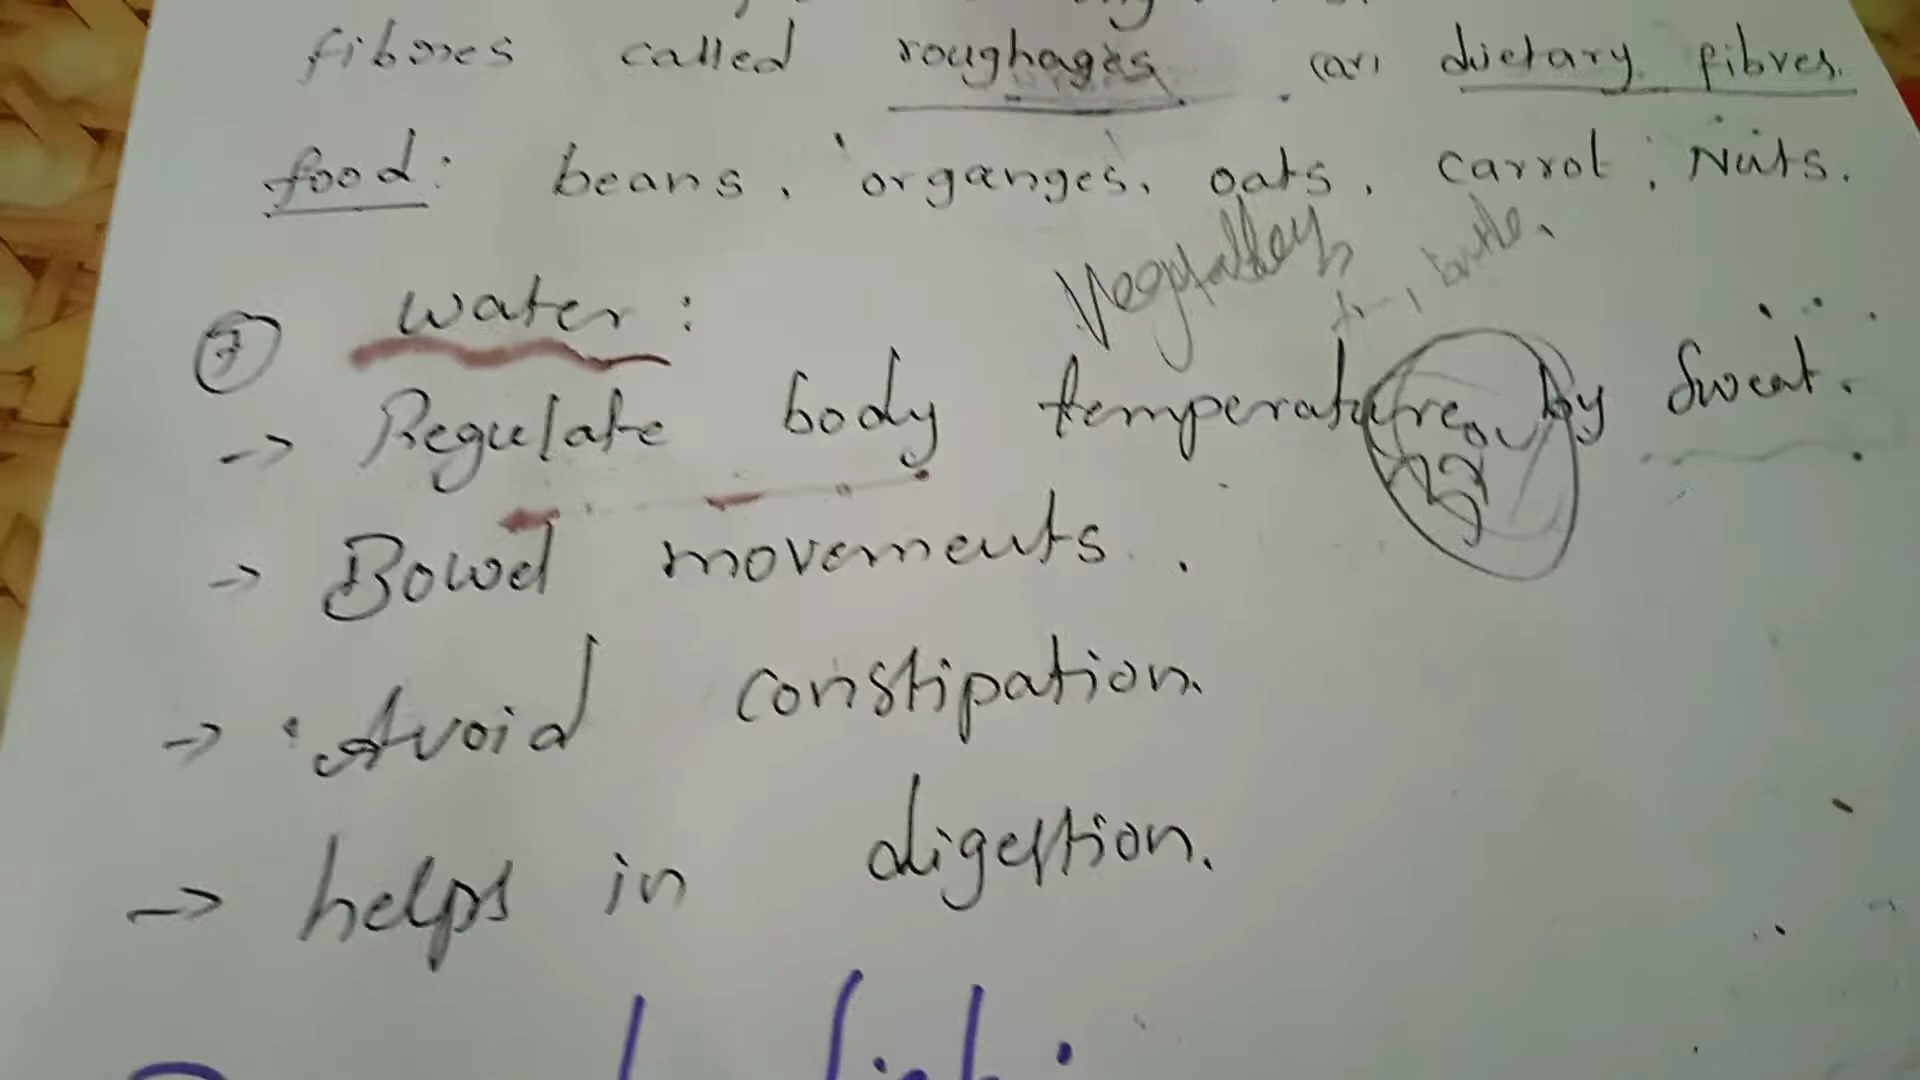 fibres called roughages (or) dietary fibres.
food: beans, organges, oats, carrot, Nuts.
⑦ water:
-> Regulate body temperature by Sweat.
-> Bowel movements.
-> Avoid constipation.
-> helps in digestion.